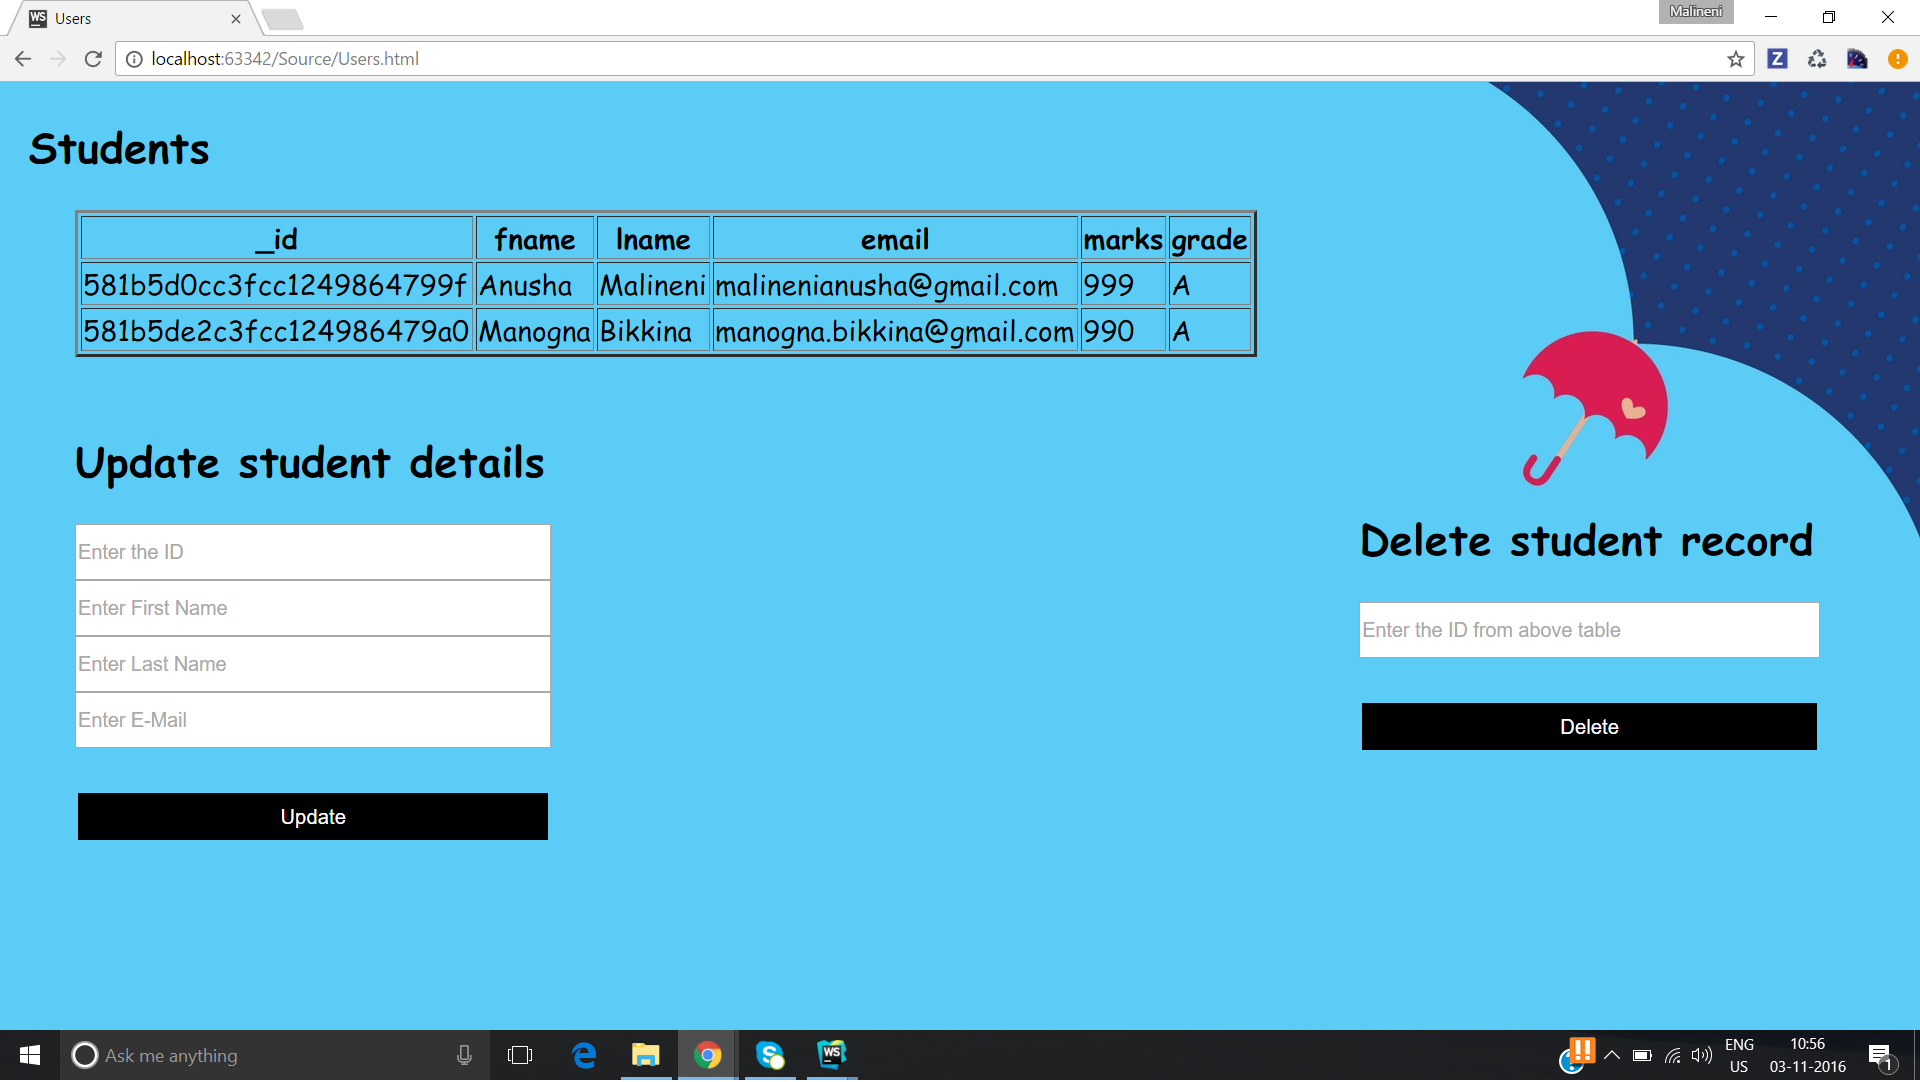 WS Users
Malineni
localhost:63342/Source/Users.html
Z
Students
_id fname lname email marks grade
581b5d0cc3fcc1249864799f Anusha Malineni malinenianusha@gmail.com 999 A
581b5de2c3fcc124986479a0 Manogna Bikkina manogna.bikkina@gmail.com 990 A
Update student details
Enter the ID
Enter First Name
Enter Last Name
Enter E-Mail
Update
Delete student record
Enter the ID from above table
Delete
Ask me anything
WS
ENG
US
10:56
03-11-2016
1